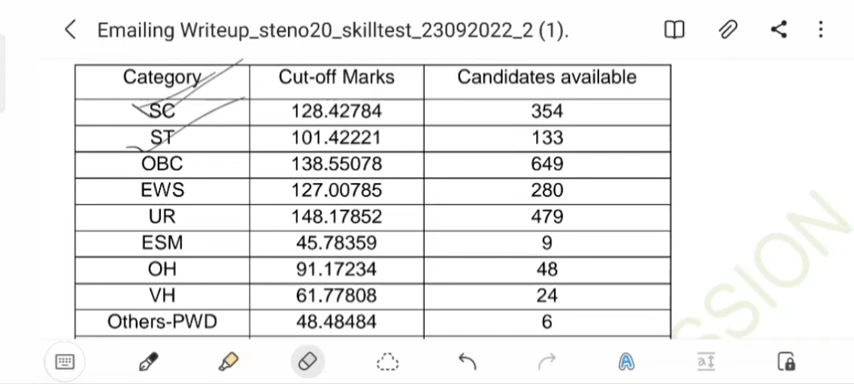 Emailing Writeup_steno20_skilltest_23092022_2 (1).
Category Cut-off Marks Candidates available
SC 128.42784 354
ST 101.42221 133
OBC 138.55078 649
EWS 127.00785 280
UR 148.17852 479
ESM 45.78359 9
OH 91.17234 48
VH 61.77808 24
Others-PWD 48.48484 6
SSION